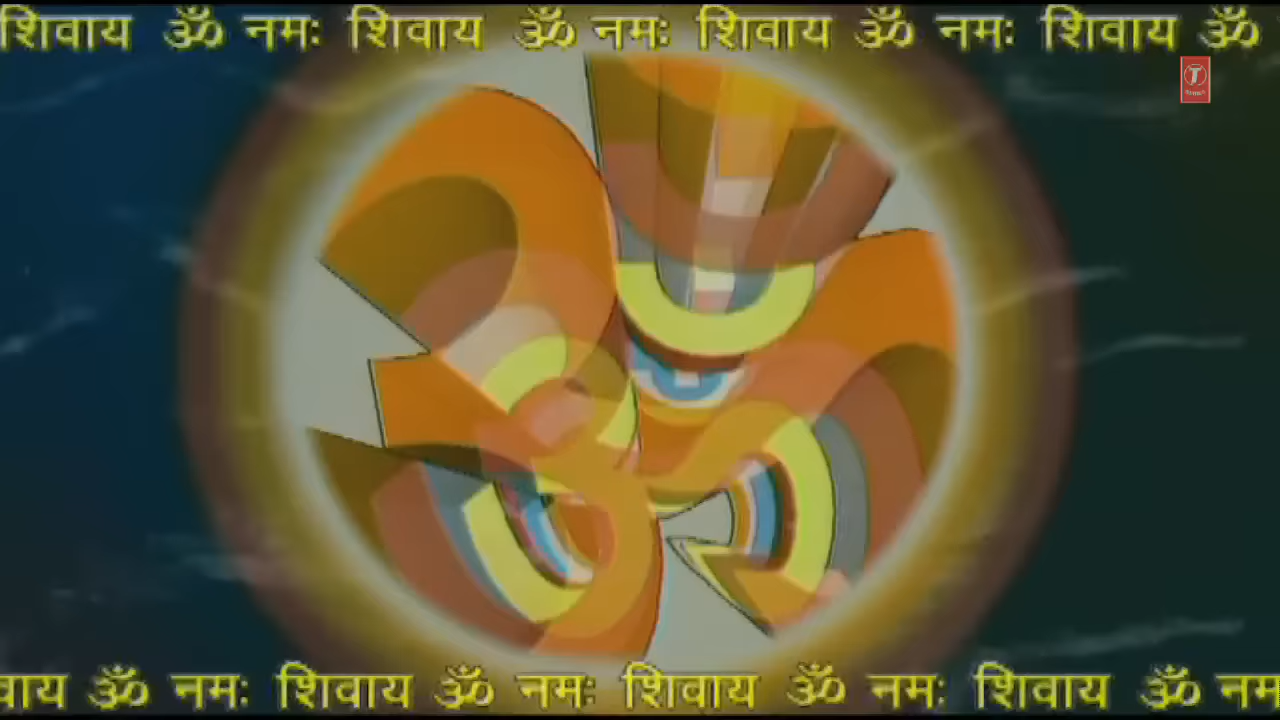 शिवाय ॐ नमः शिवाय ॐ नमः शिवाय ॐ नमः शिवाय ॐ
T
वाय ॐ नमः शिवाय ॐ नमः शिवाय ॐ नमः शिवाय ॐ नम